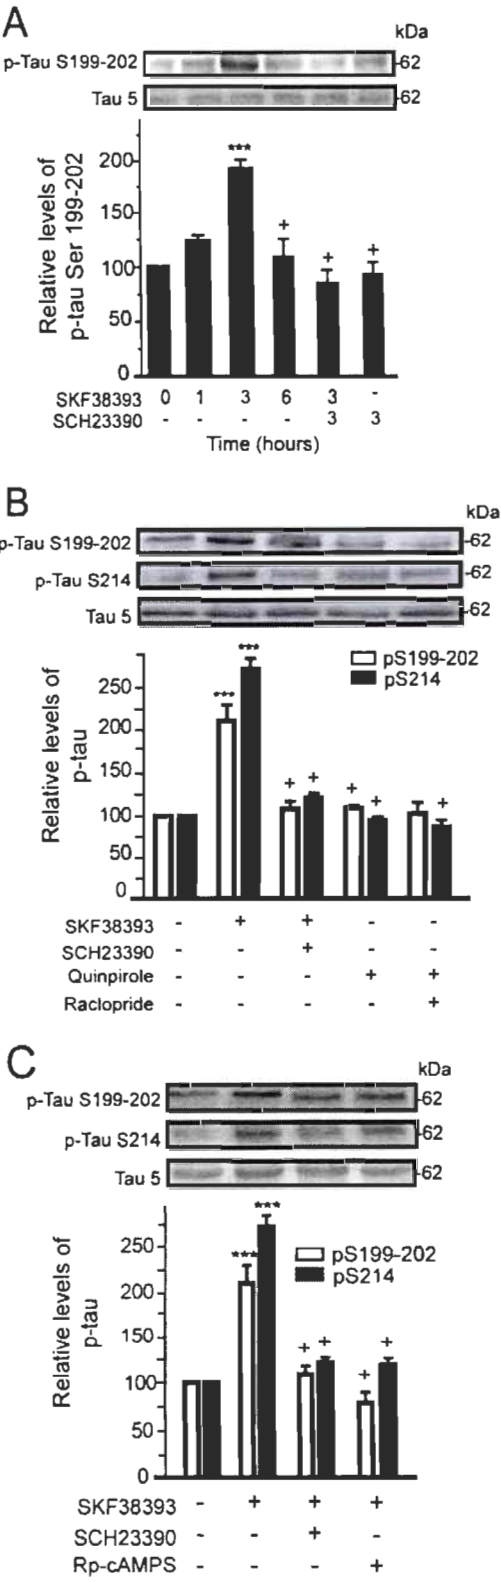 A
kDa
p-Tau S199-202
-62
Tau 5
-62
Relative levels of
p-tau Ser 199-202
200
150
100
50
0
***
+
+
+
SKF38393 0 1 3 6 3 -
SCH23390 - - - - 3 3
Time (hours)
B
kDa
p-Tau S199-202
-62
p-Tau S214
-62
Tau 5
-62
Relative levels of
p-tau
250
200
150
100
50
0
pS199-202
pS214
***
***
+
+
+
+
+
SKF38393 - + + - -
SCH23390 - - + - -
Quinpirole - - - + +
Raclopride - - - - +
C
kDa
p-Tau S199-202
-62
p-Tau S214
-62
Tau 5
-62
Relative levels of
p-tau
250
200
150
100
50
0
pS199-202
pS214
***
***
+
+
+
+
SKF38393 - + + +
SCH23390 - - + -
Rp-cAMPS - - - +